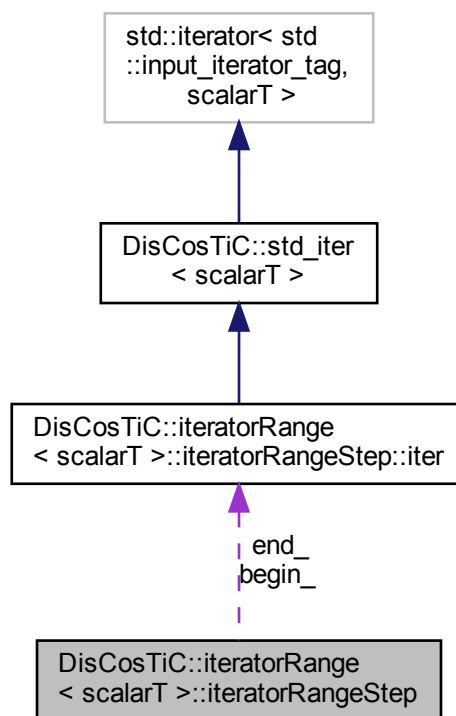 std::iterator< std
::input_iterator_tag,
scalarT >
DisCosTiC::std_iter
< scalarT >
DisCosTiC::iteratorRange
< scalarT >::iteratorRangeStep::iter
end_
begin_
DisCosTiC::iteratorRange
< scalarT >::iteratorRangeStep